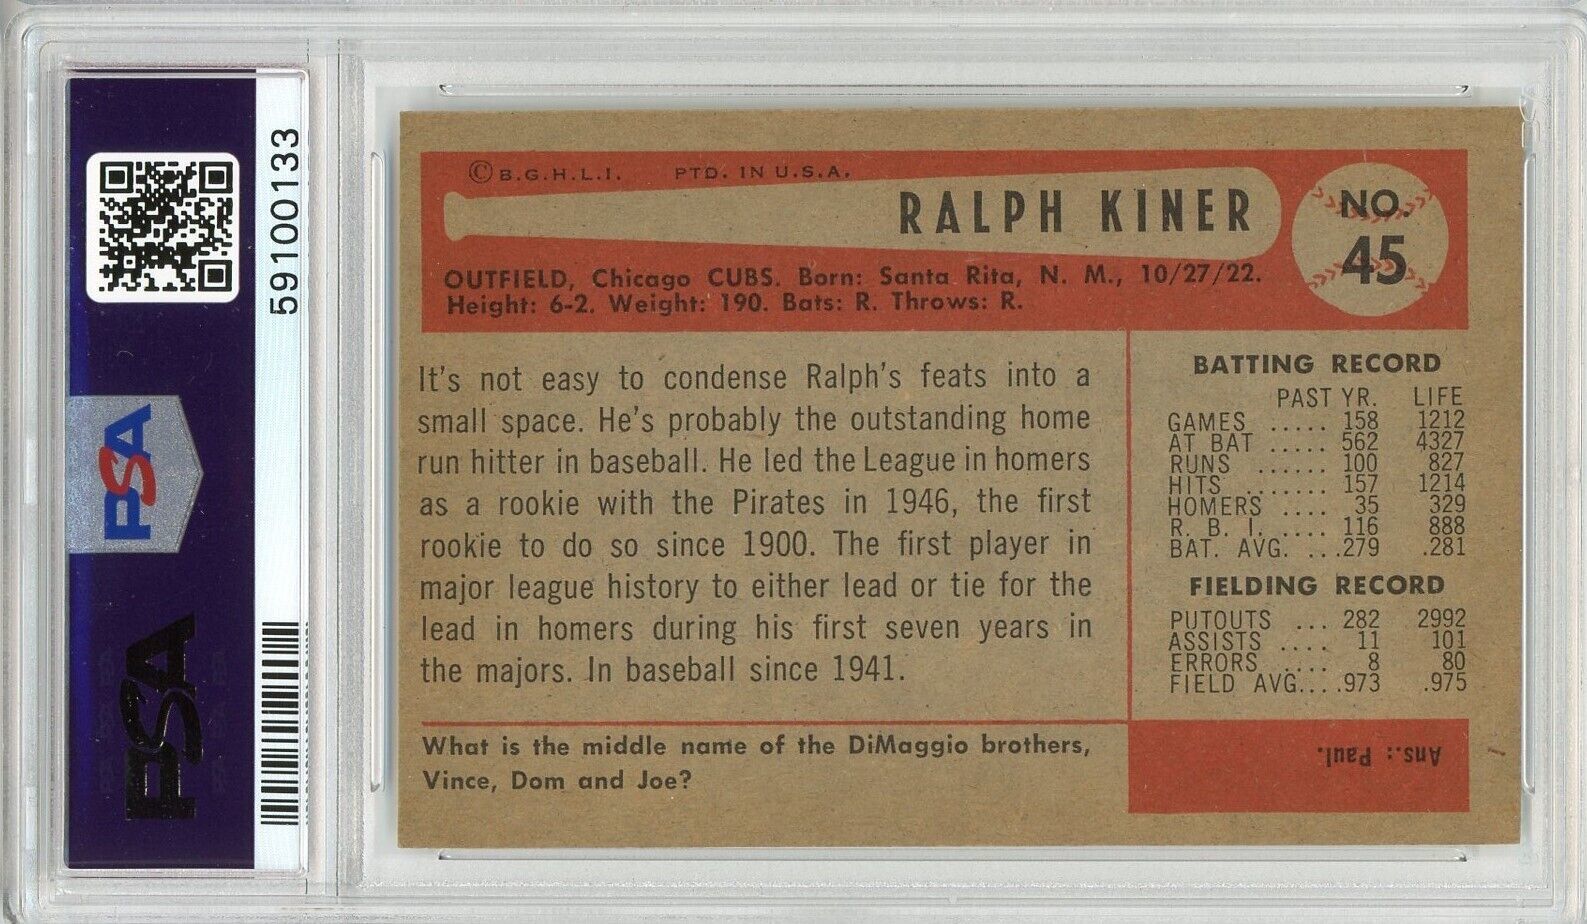 59100133
PSA
PSA
© B.G.H.L.I. PTD. IN U.S.A.
RALPH KINER
NO.
45
OUTFIELD, Chicago CUBS. Born: Santa Rita, N. M., 10/27/22.
Height: 6-2. Weight: 190. Bats: R. Throws: R.
It's not easy to condense Ralph's feats into a
small space. He's probably the outstanding home
run hitter in baseball. He led the League in homers
as a rookie with the Pirates in 1946, the first
rookie to do so since 1900. The first player in
major league history to either lead or tie for the
lead in homers during his first seven years in
the majors. In baseball since 1941.
BATTING RECORD
PAST YR. LIFE
GAMES ..... 158 1212
AT BAT ..... 562 4327
RUNS ...... 100 827
HITS ....... 157 1214
HOMERS .... 35 329
R. B. I. ..... 116 888
BAT. AVG. ...279 .281
FIELDING RECORD
PUTOUTS ... 282 2992
ASSISTS .... 11 101
ERRORS .... 8 80
FIELD AVG....973 .975
What is the middle name of the DiMaggio brothers,
Vince, Dom and Joe?
Ans.: Paul.